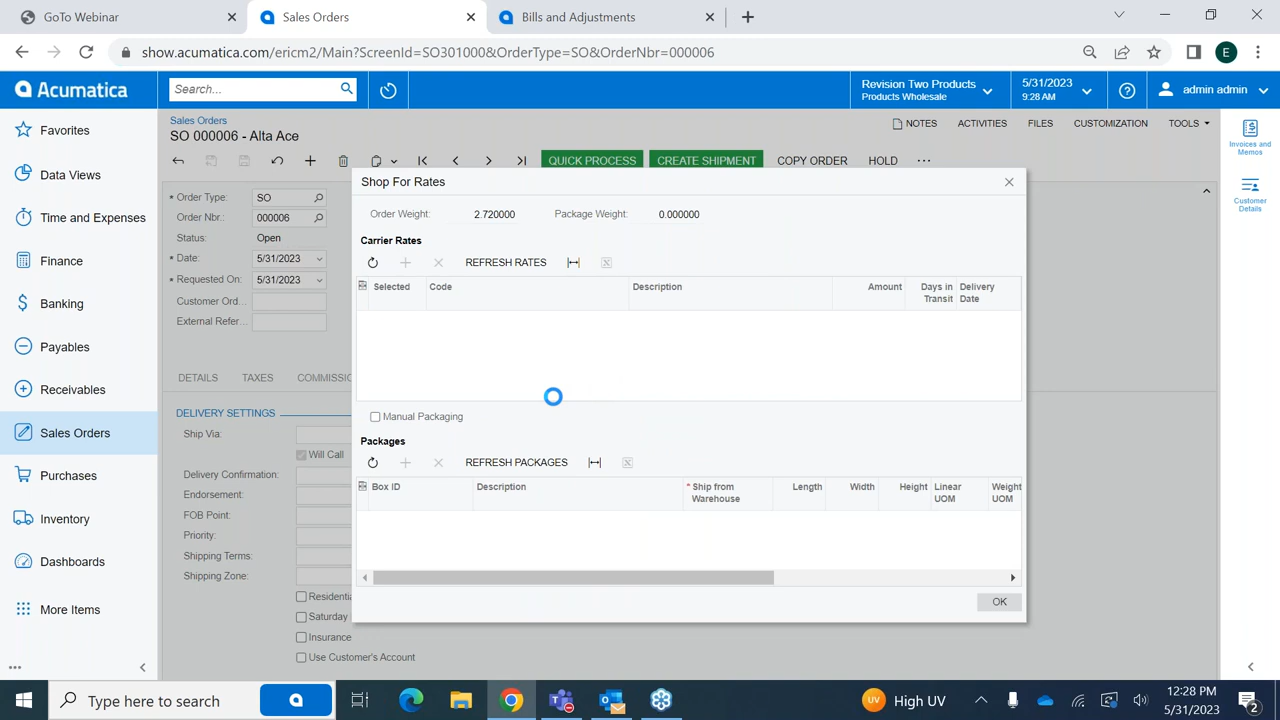 GoTo Webinar
Sales Orders
Bills and Adjustments
show.acumatica.com/ericm2/Main?ScreenId=SO301000&OrderType=SO&OrderNbr=000006
E
Acumatica
Search...
Revision Two Products
Products Wholesale
5/31/2023
9:28 AM
admin admin
Favorites
Data Views
Time and Expenses
Finance
Banking
Payables
Receivables
Sales Orders
Purchases
Inventory
Dashboards
More Items
Sales Orders
SO 000006 - Alta Ace
NOTES
ACTIVITIES
FILES
CUSTOMIZATION
TOOLS
QUICK PROCESS
CREATE SHIPMENT
COPY ORDER
HOLD
* Order Type:
SO
Order Nbr.:
000006
Status:
Open
* Date:
5/31/2023
* Requested On:
5/31/2023
Customer Ord...
External Refer...
DETAILS
TAXES
COMMISSIO
DELIVERY SETTINGS
Ship Via:
Will Call
Delivery Confirmation:
Endorsement:
FOB Point:
Priority:
Shipping Terms:
Shipping Zone:
Residentia
Saturday
Insurance
Use Customer's Account
Shop For Rates
Order Weight:
2.720000
Package Weight:
0.000000
Carrier Rates
REFRESH RATES
Selected
Code
Description
Amount
Days in
Transit
Delivery
Date
Manual Packaging
Packages
REFRESH PACKAGES
Box ID
Description
* Ship from
Warehouse
Length
Width
Height
Linear
UOM
Weight
UOM
OK
Invoices and
Memos
Customer
Details
Type here to search
UV
High UV
12:28 PM
5/31/2023
2